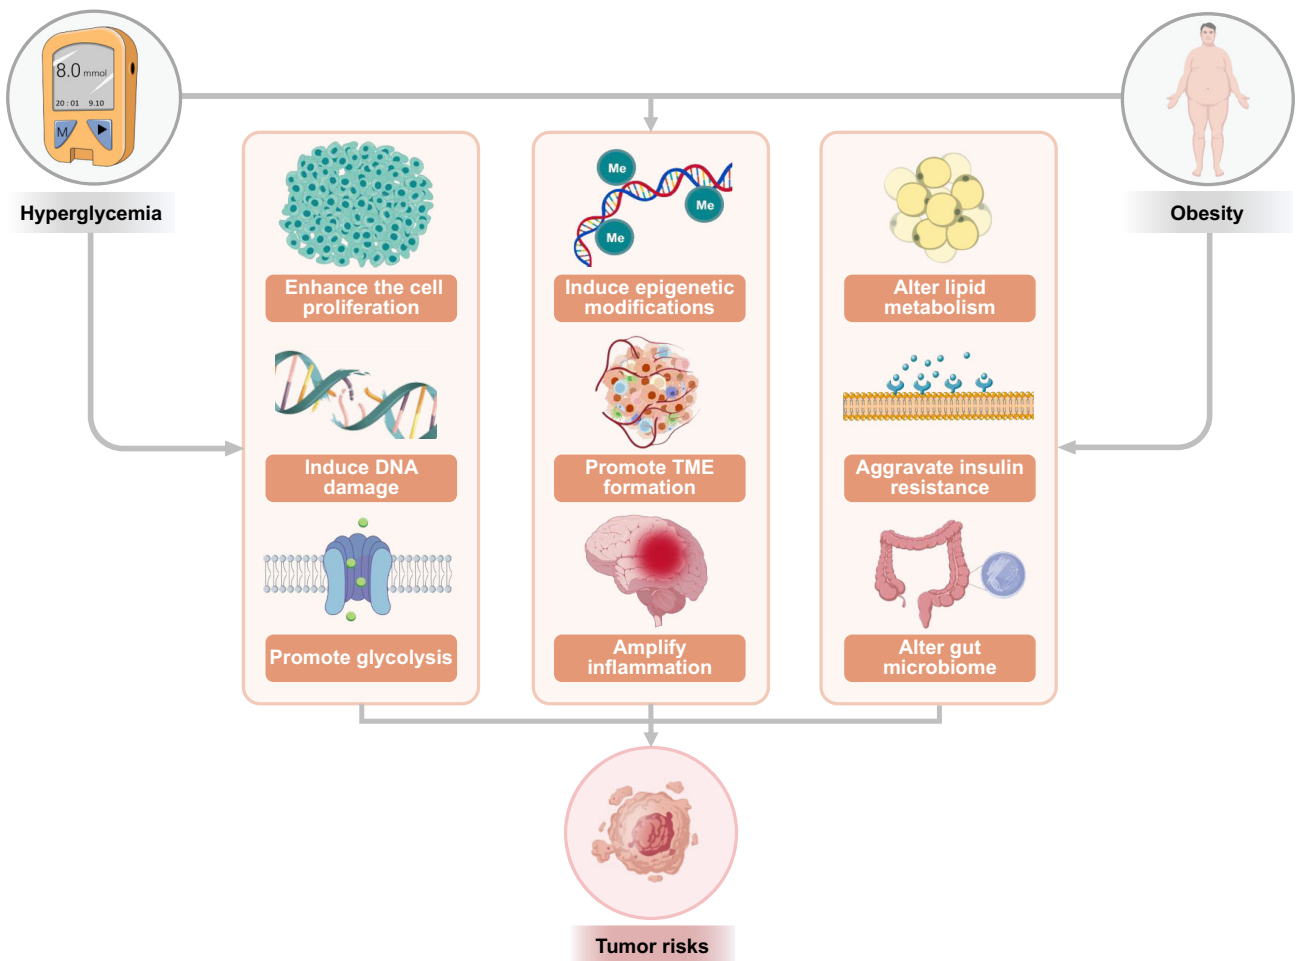 8.0 mmol
20 : 01 9.10
M
Hyperglycemia
Obesity
Enhance the cell
proliferation
Induce DNA
damage
Promote glycolysis
Me
Me
Me
Induce epigenetic
modifications
Promote TME
formation
Amplify
inflammation
Alter lipid
metabolism
Aggravate insulin
resistance
Alter gut
microbiome
Tumor risks